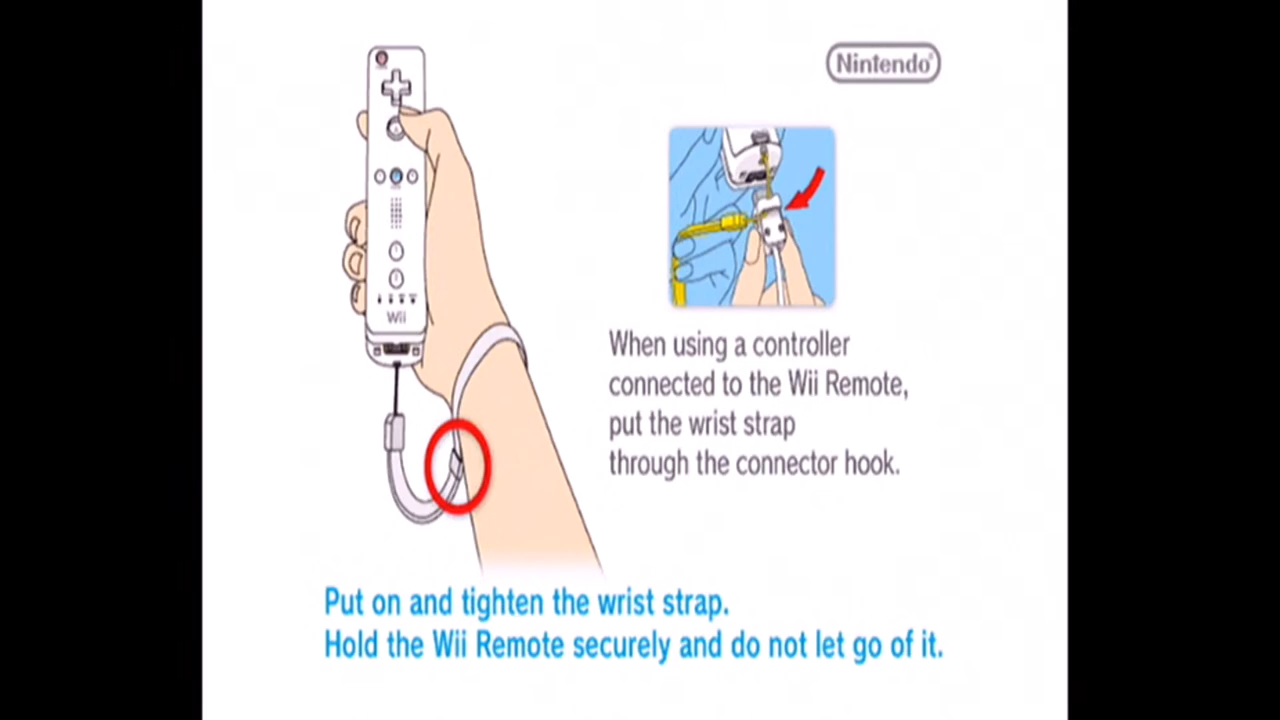 Nintendo
Wii
When using a controller
connected to the Wii Remote,
put the wrist strap
through the connector hook.
Put on and tighten the wrist strap.
Hold the Wii Remote securely and do not let go of it.